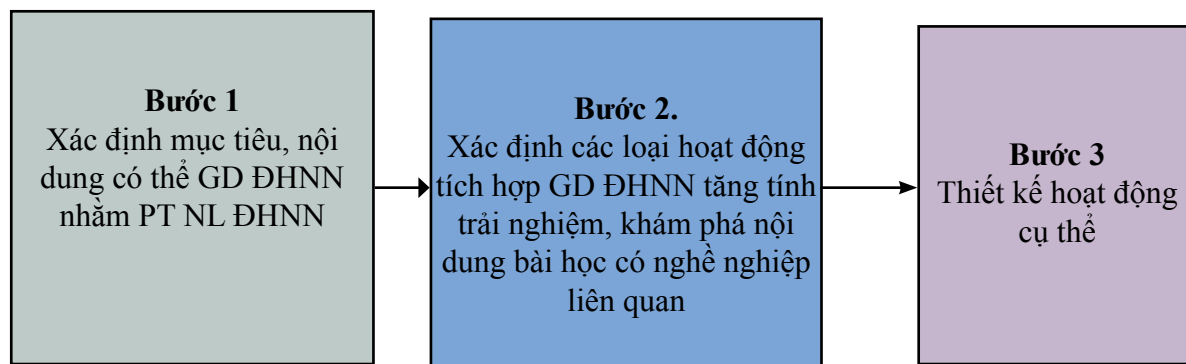 Bước 1
Xác định mục tiêu, nội
dung có thể GD ĐHNN
nhằm PT NL ĐHNN
Bước 2.
Xác định các loại hoạt động
tích hợp GD ĐHNN tăng tính
trải nghiệm, khám phá nội
dung bài học có nghề nghiệp
liên quan
Bước 3
Thiết kế hoạt động
cụ thể